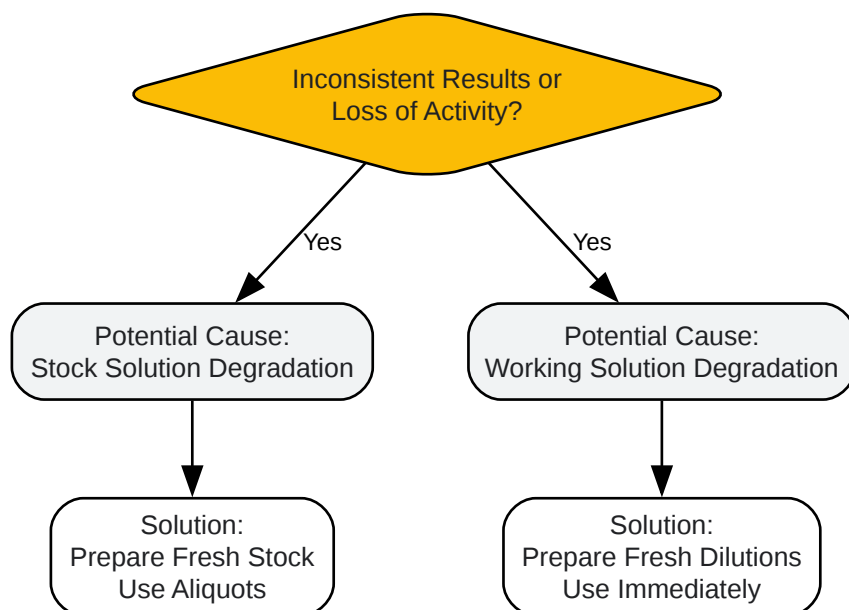 Inconsistent Results or
Loss of Activity?
Yes
Yes
Potential Cause:
Stock Solution Degradation
Potential Cause:
Working Solution Degradation
Solution:
Prepare Fresh Stock
Use Aliquots
Solution:
Prepare Fresh Dilutions
Use Immediately